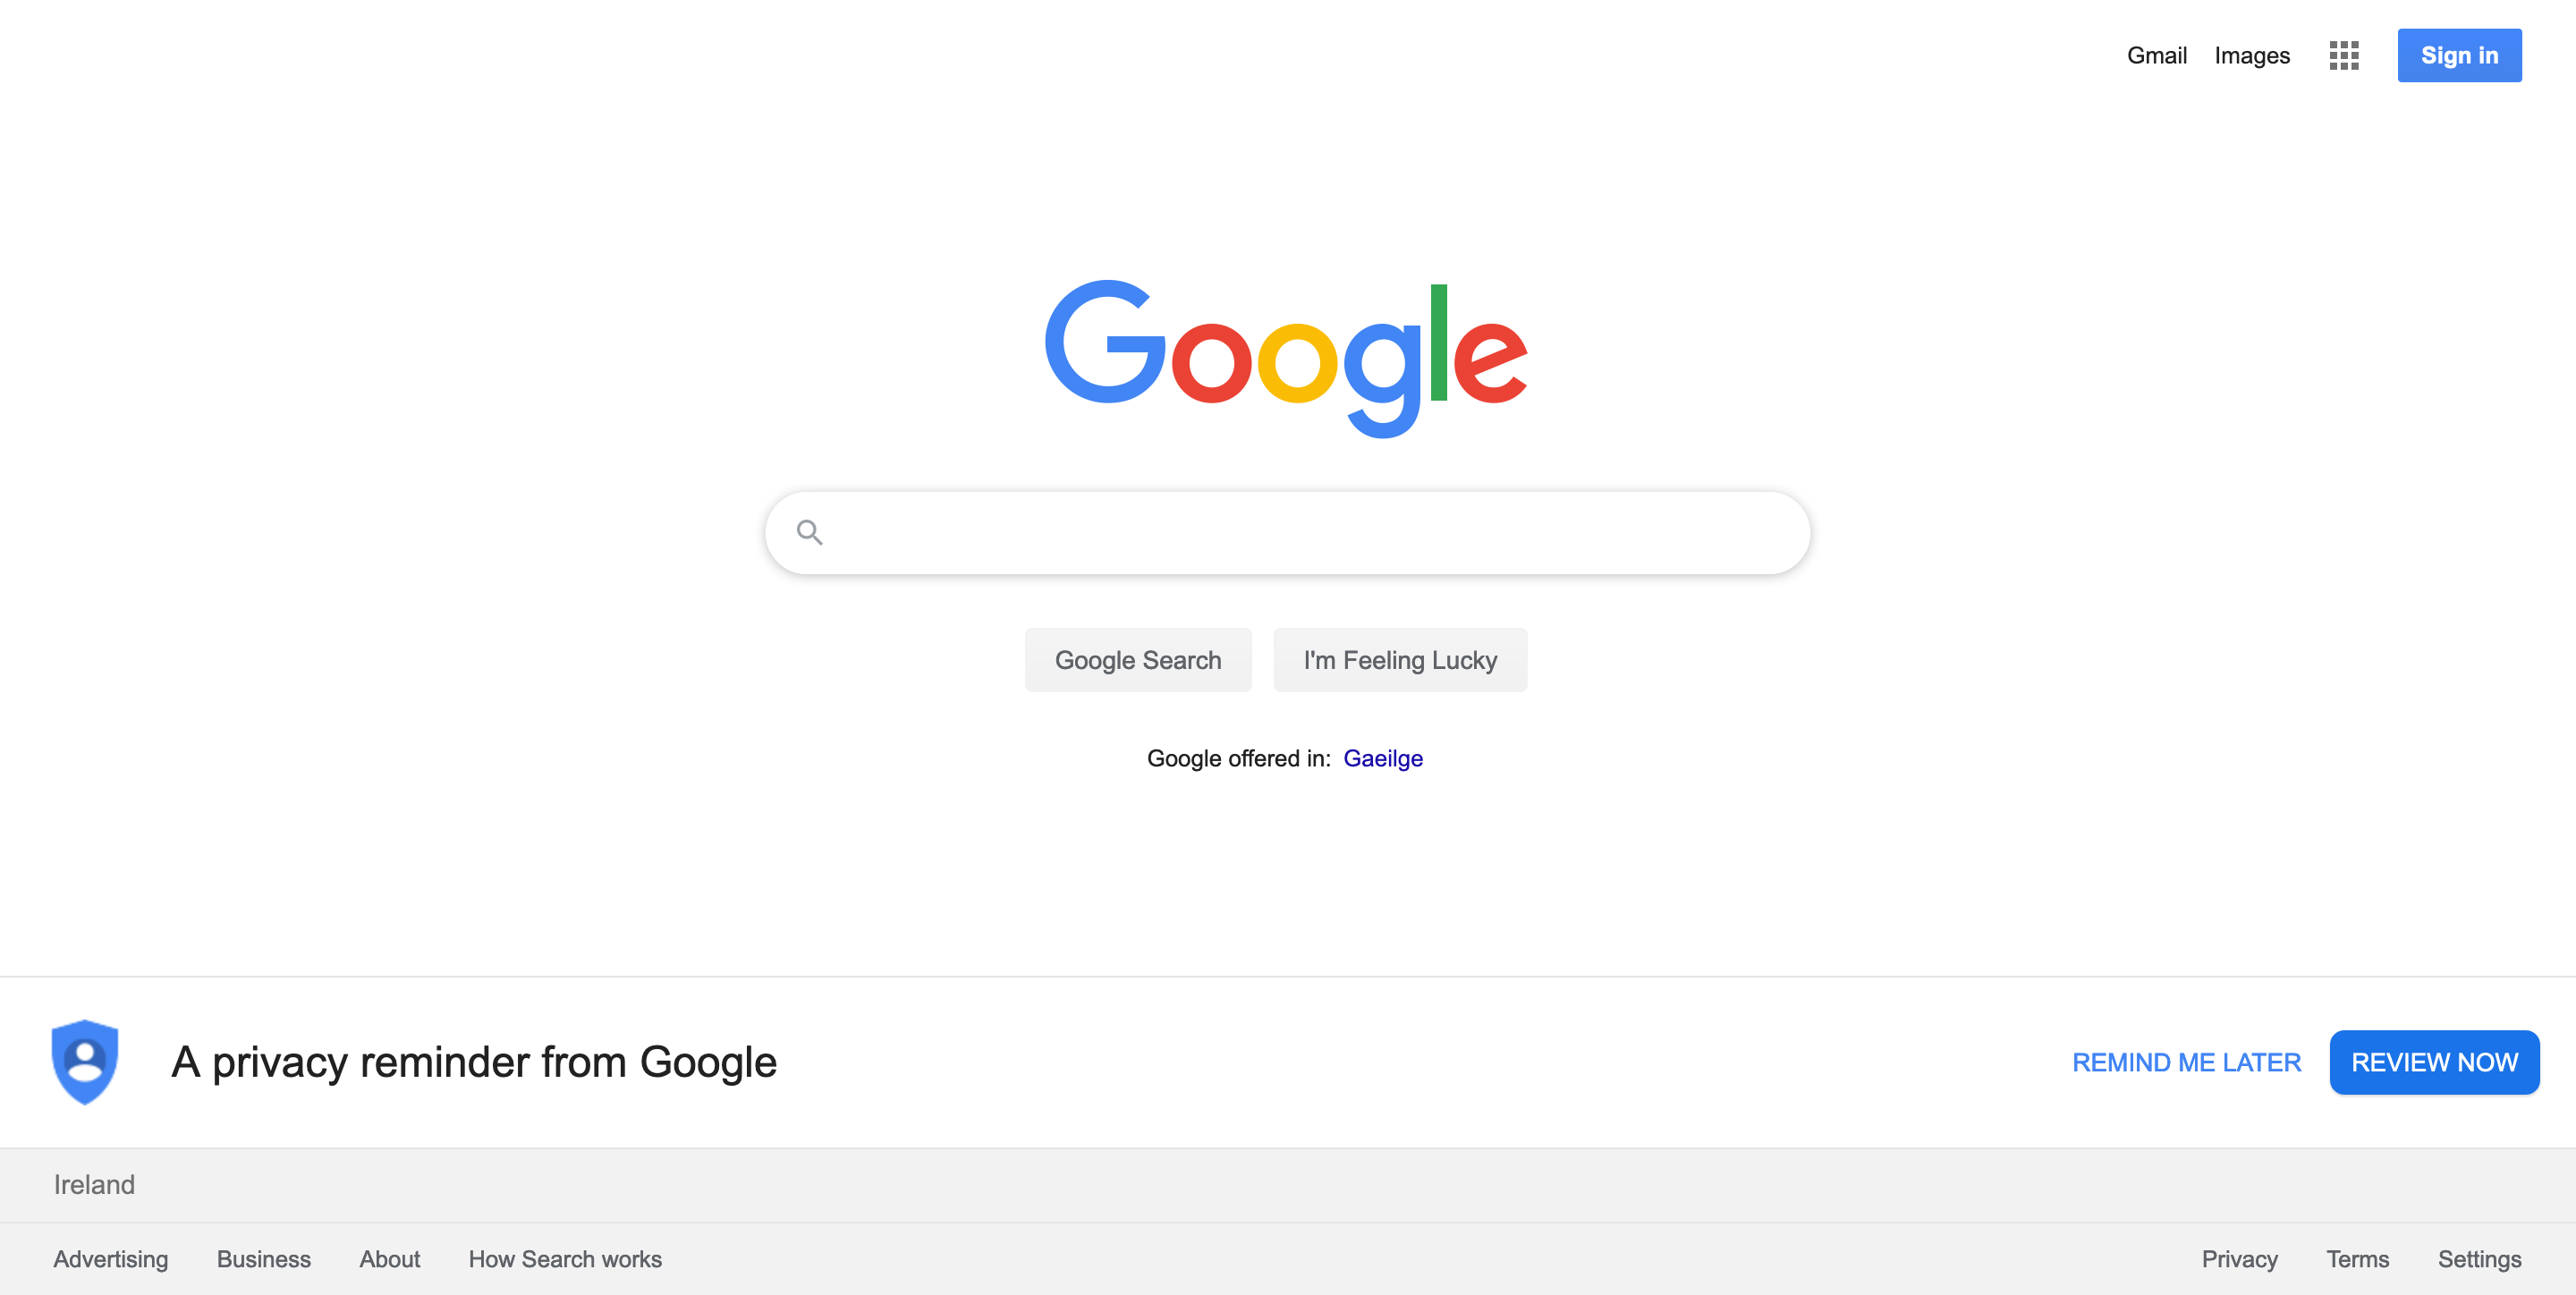 Gmail Images Sign in
Google
Google Search I'm Feeling Lucky
Google offered in: Gaeilge
A privacy reminder from Google REMIND ME LATER REVIEW NOW
Ireland
Advertising Business About How Search works Privacy Terms Settings